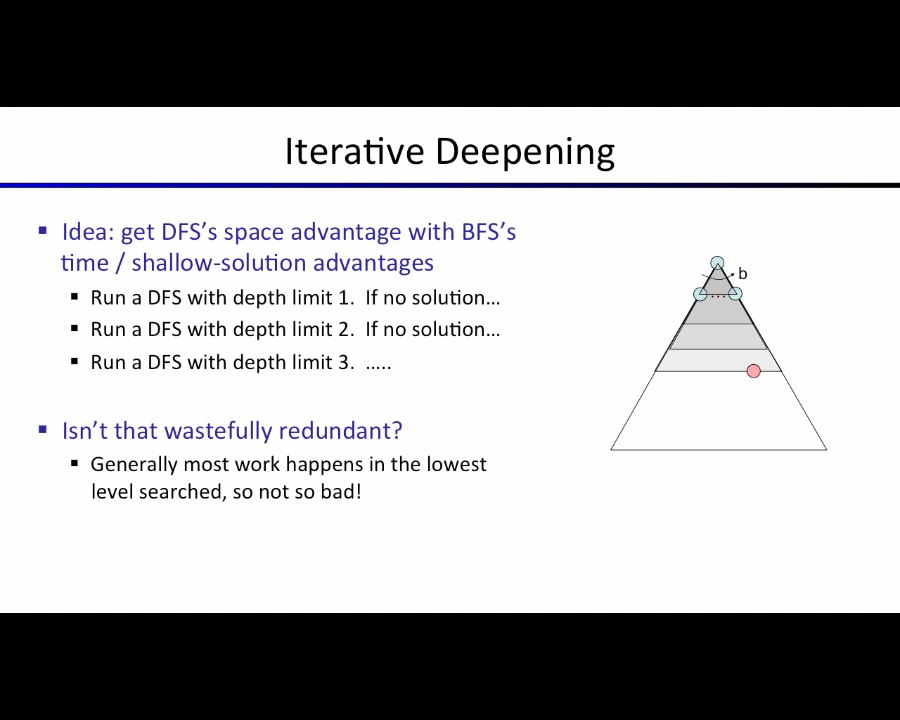 Iterative Deepening
▪ Idea: get DFS’s space advantage with BFS’s
time / shallow-solution advantages
▪ Run a DFS with depth limit 1.  If no solution…
▪ Run a DFS with depth limit 2.  If no solution…
▪ Run a DFS with depth limit 3.  …..
b
…
▪ Isn’t that wastefully redundant?
▪ Generally most work happens in the lowest
level searched, so not so bad!